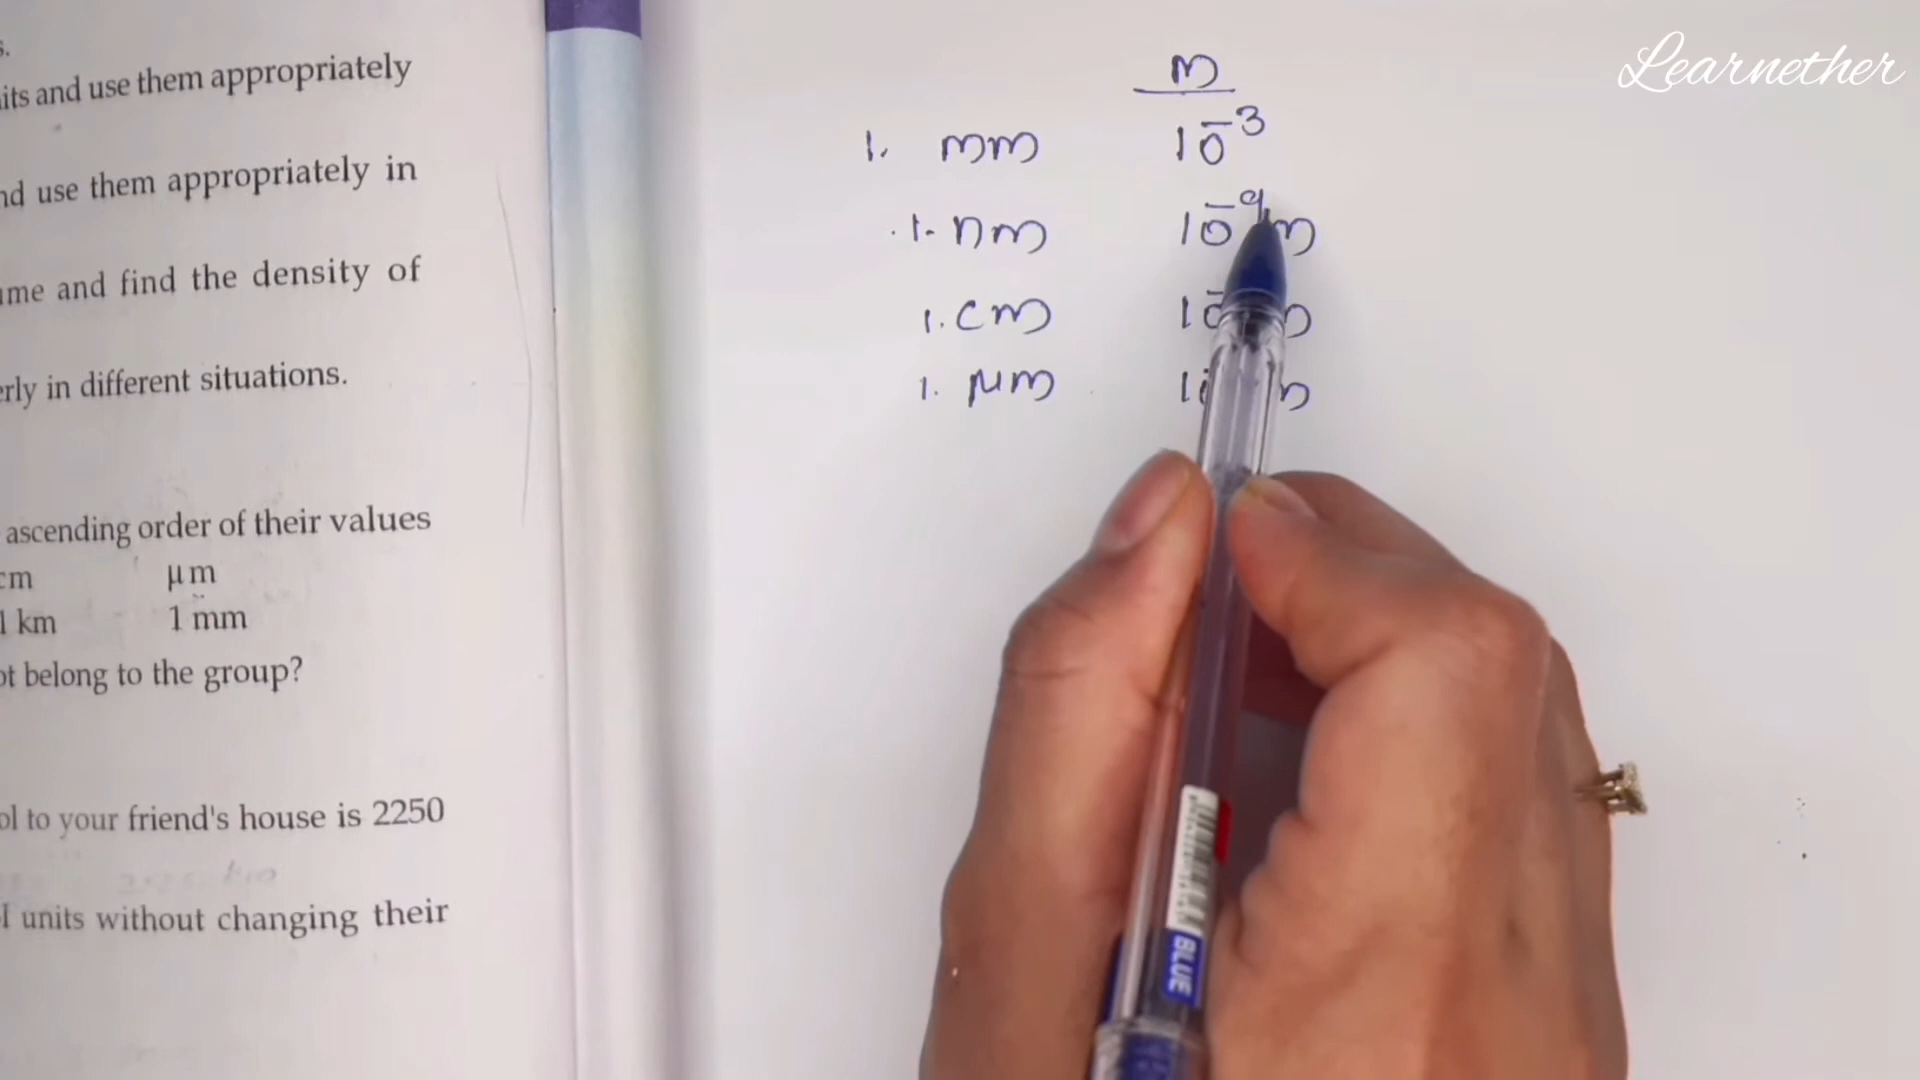 s.
its and use them appropriately
nd use them appropriately in
ume and find the density of
erly in different situations.
ascending order of their values
cm μm
1 km 1 mm
ot belong to the group?
ol to your friend's house is 2250
of units without changing their
m
1. mm 10⁻³
1. nm 10⁻⁹ m
1. cm
1. μm
BLUE
Learnether